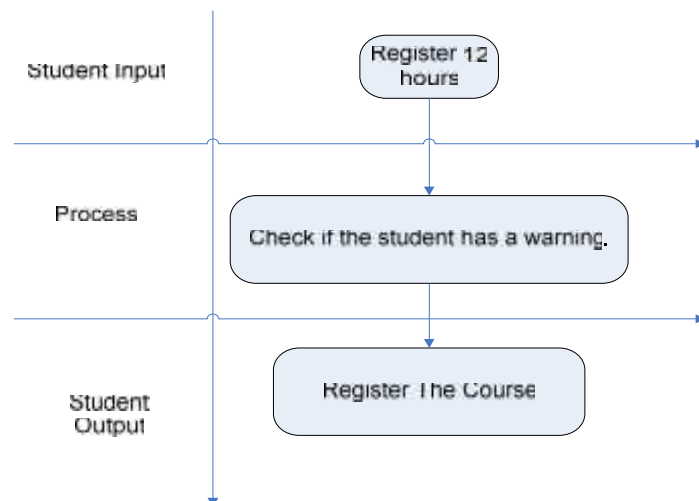 Student Input
Register 12
hours
Process
Check if the student has a warning.
Register The Course
Student
Output